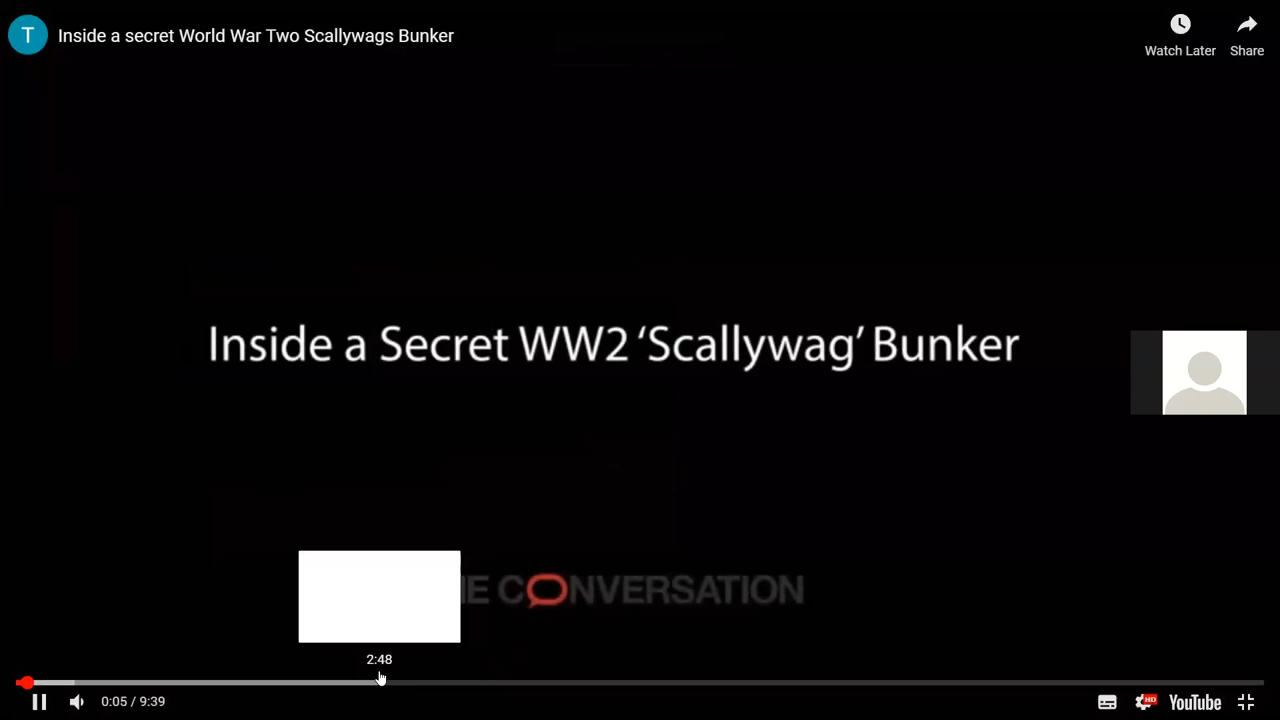 T
Inside a secret World War Two Scallywags Bunker
Watch Later
Share
Inside a Secret WW2 ‘Scallywag’ Bunker
E CONVERSATION
2:48
0:05 / 9:39
HD
YouTube